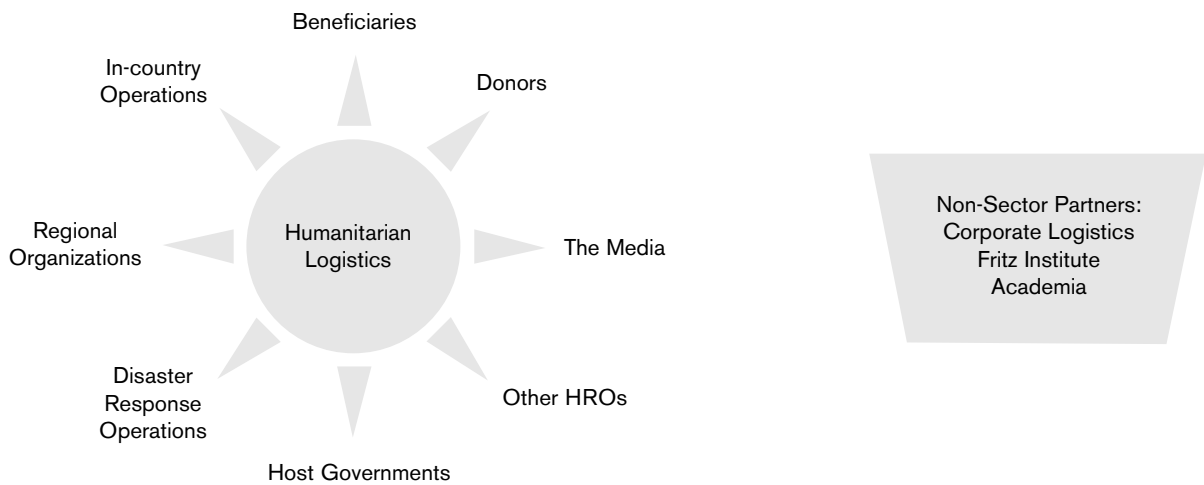 Beneficiaries
In-country
Operations
Donors
Regional
Organizations
Humanitarian
Logistics
The Media
Disaster
Response
Operations
Other HROs
Host Governments
Non-Sector Partners:
Corporate Logistics
Fritz Institute
Academia